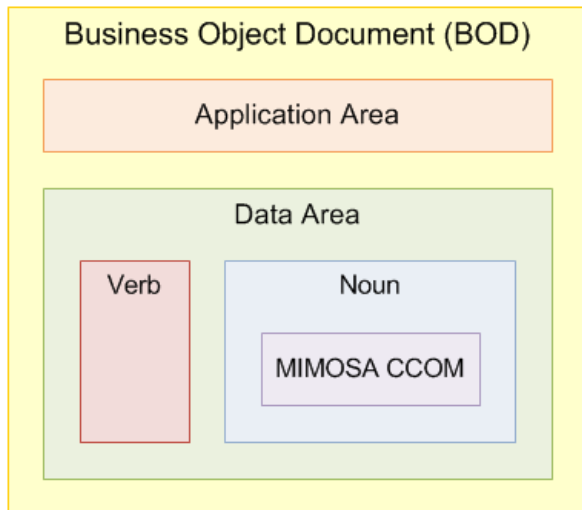 Business Object Document (BOD)
Application Area
Data Area
Verb
Noun
MIMOSA CCOM